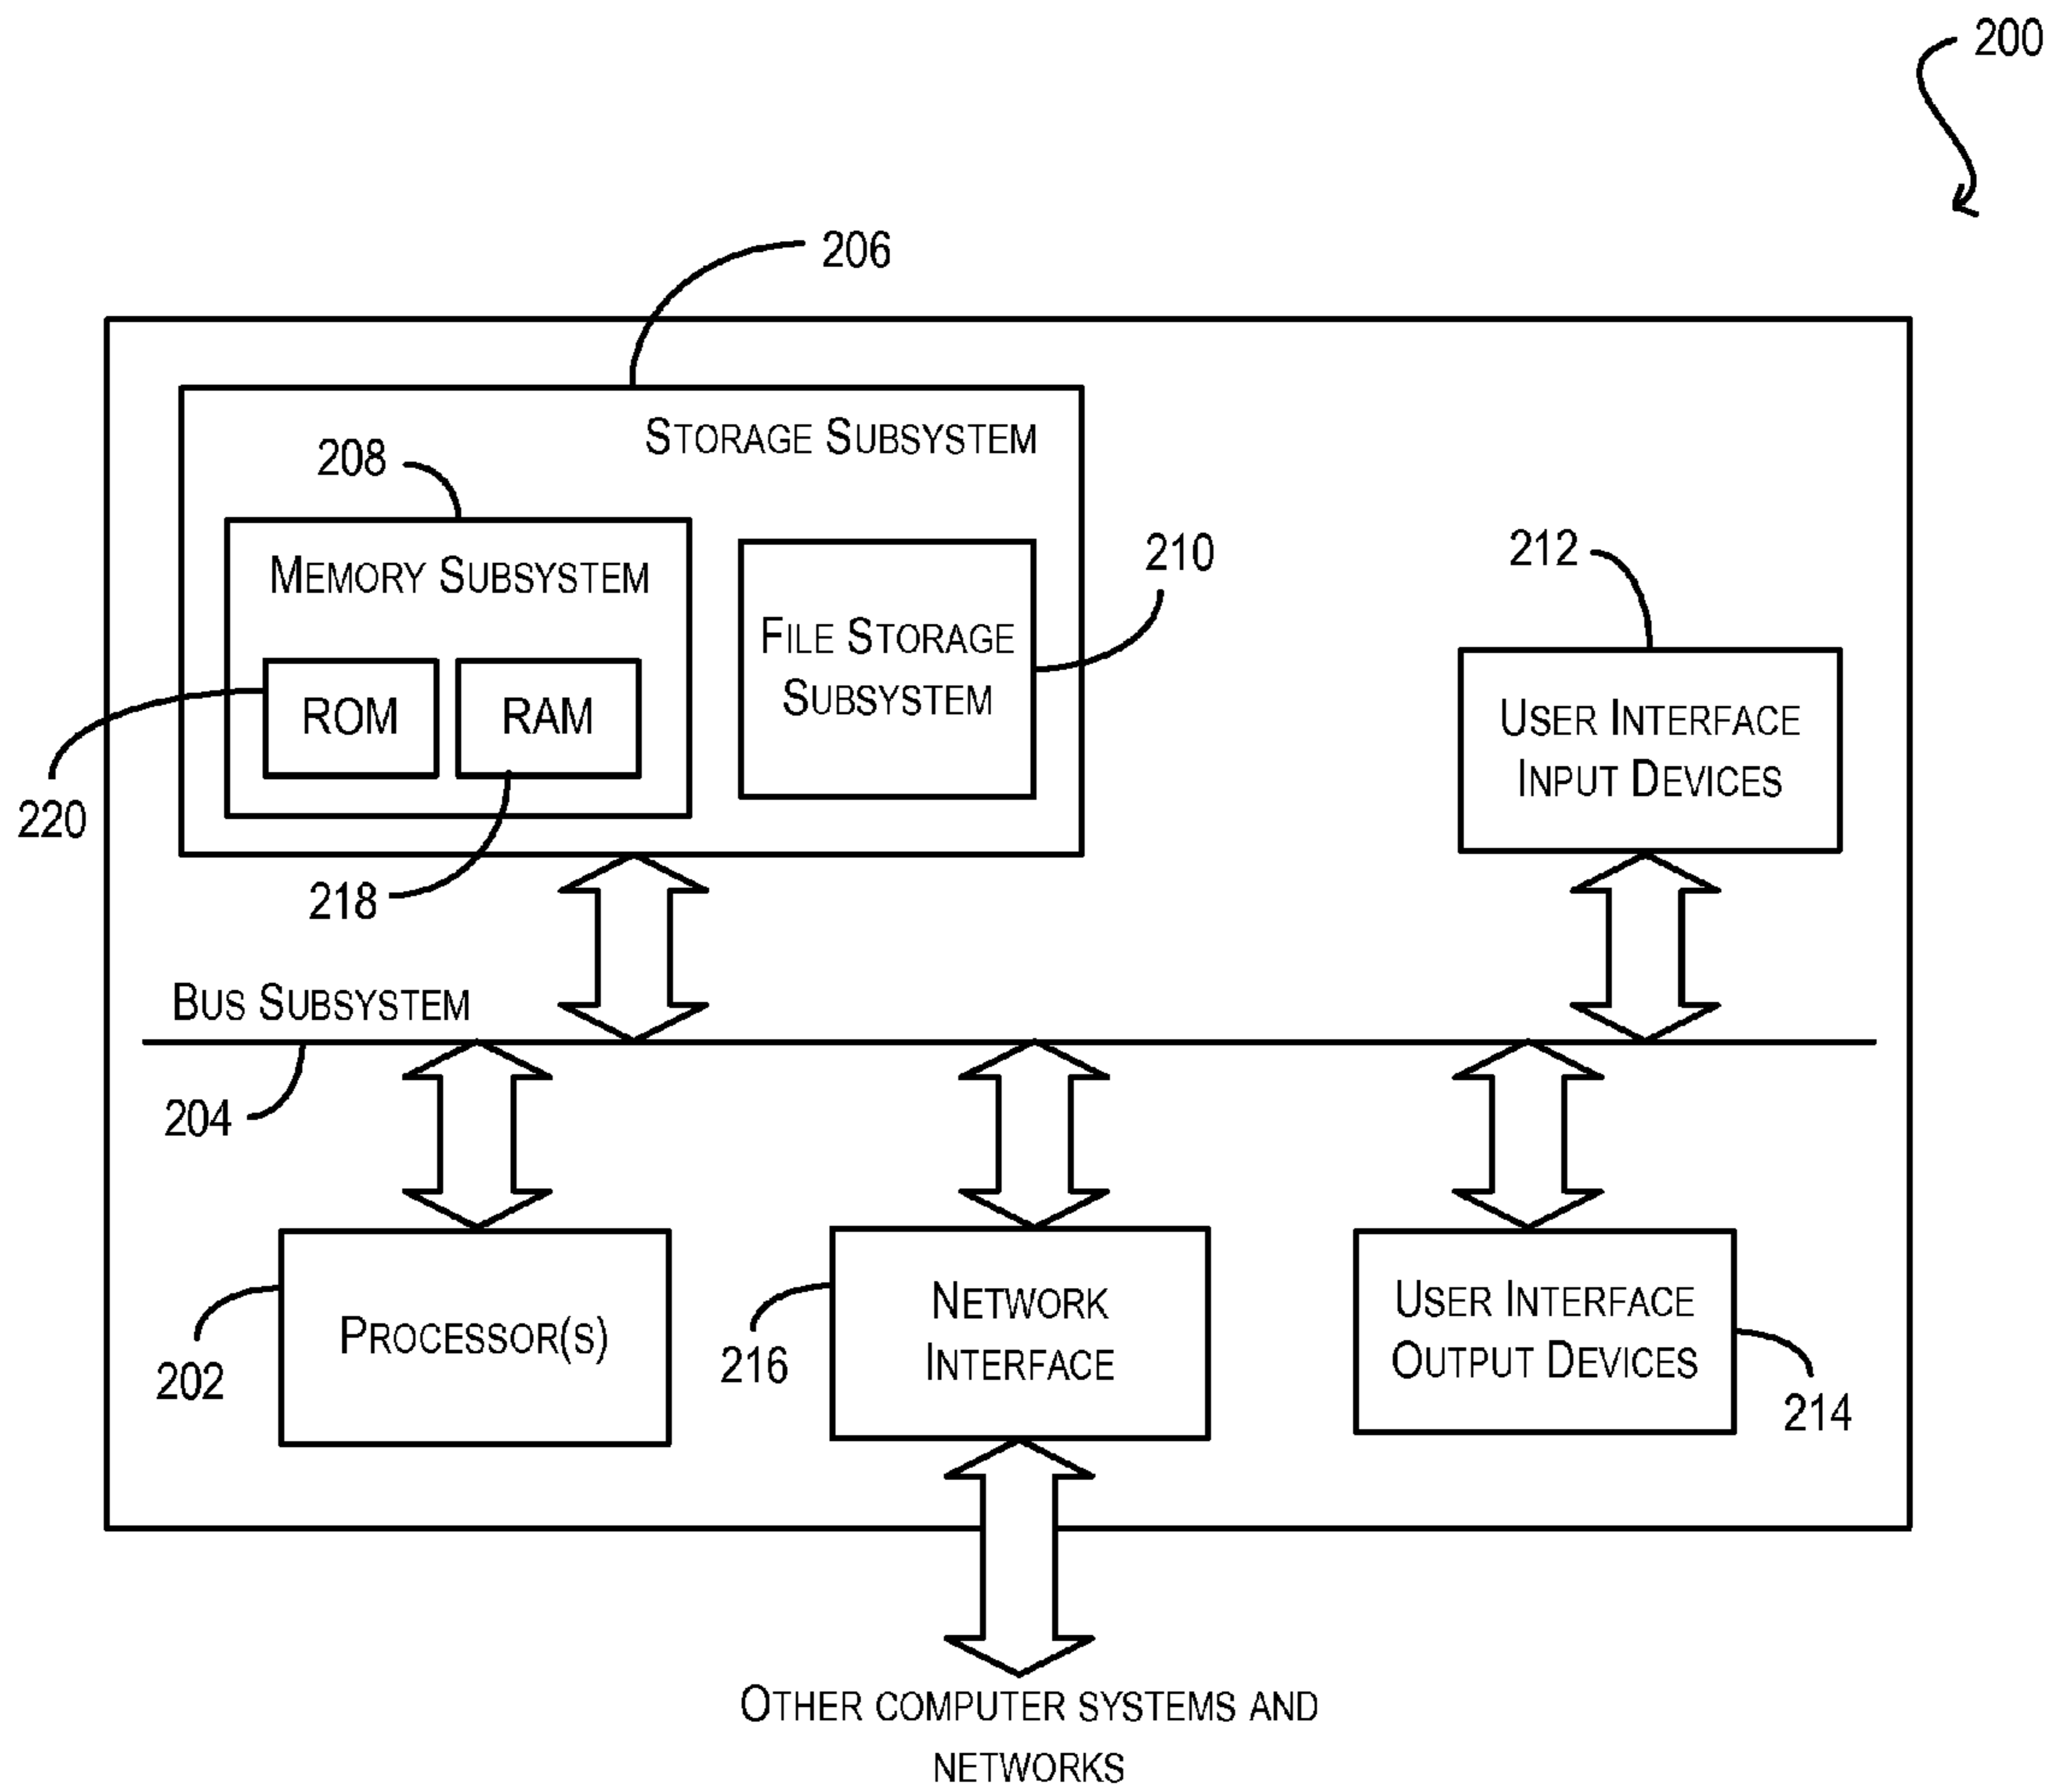 200
206
STORAGE SUBSYSTEM
208
MEMORY SUBSYSTEM
210
212
FILE STORAGE
SUBSYSTEM
ROM
RAM
USER INTERFACE
INPUT DEVICES
220
218
BUS SUBSYSTEM
204
PROCESSOR(S)
202
NETWORK
INTERFACE
216
USER INTERFACE
OUTPUT DEVICES
214
OTHER COMPUTER SYSTEMS AND
NETWORKS